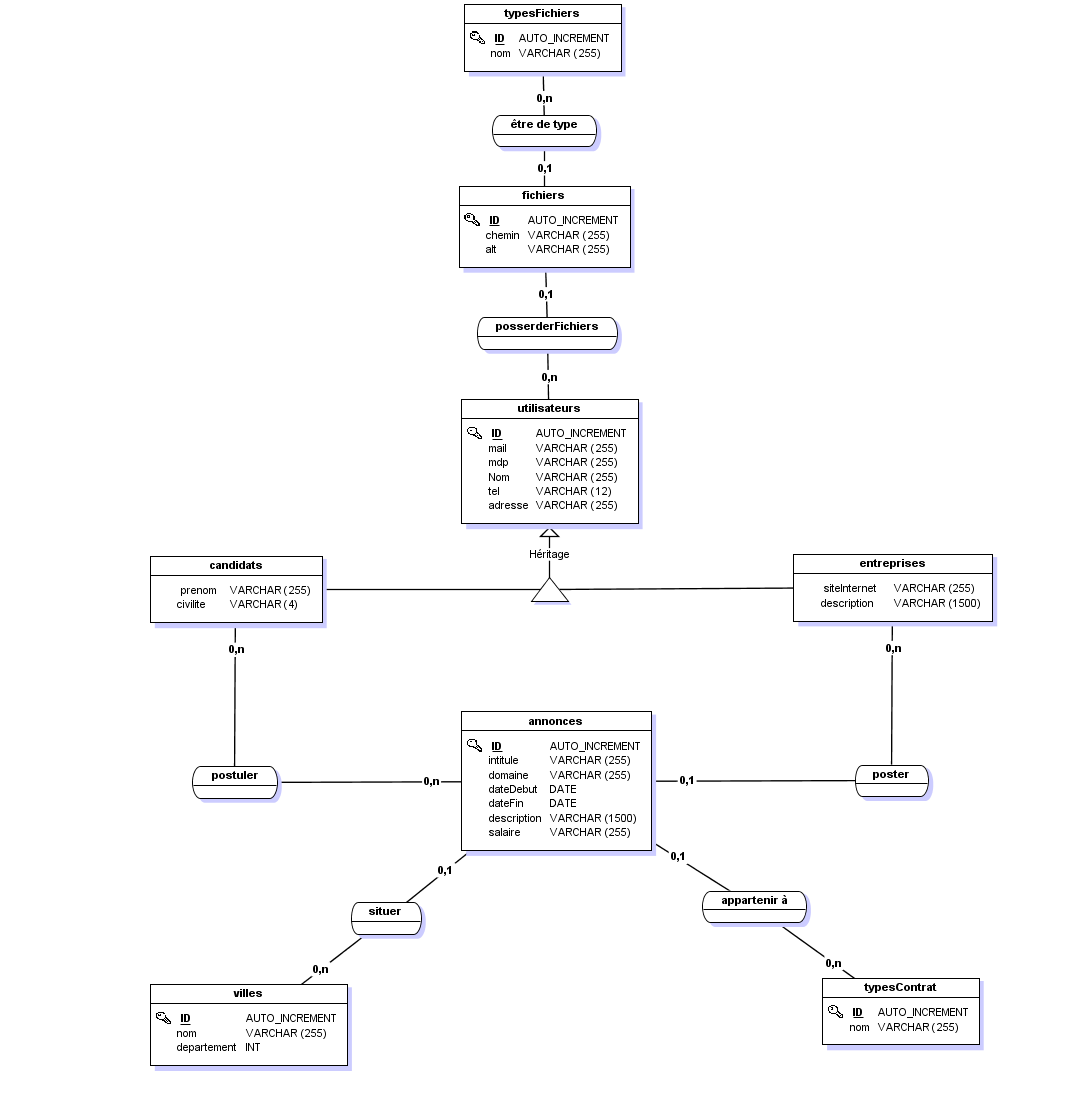 typesFichiers
ID AUTO_INCREMENT
nom VARCHAR (255)
0,n
être de type
0,1
fichiers
ID AUTO_INCREMENT
chemin VARCHAR (255)
alt VARCHAR (255)
0,1
posserderFichiers
0,n
utilisateurs
ID AUTO_INCREMENT
mail VARCHAR (255)
mdp VARCHAR (255)
Nom VARCHAR (255)
tel VARCHAR (12)
adresse VARCHAR (255)
Héritage
candidats
prenom VARCHAR (255)
civilite VARCHAR (4)
entreprises
siteInternet VARCHAR (255)
description VARCHAR (1500)
0,n
0,n
annonces
ID AUTO_INCREMENT
intitule VARCHAR (255)
domaine VARCHAR (255)
dateDebut DATE
dateFin DATE
description VARCHAR (1500)
salaire VARCHAR (255)
postuler
0,n
0,1
poster
0,1
0,1
situer
appartenir à
0,n
0,n
villes
ID AUTO_INCREMENT
nom VARCHAR (255)
departement INT
typesContrat
ID AUTO_INCREMENT
nom VARCHAR (255)